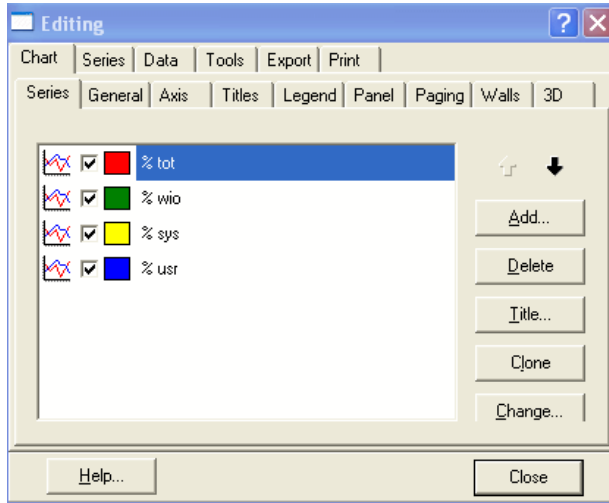 Editing
Chart Series Data Tools Export Print
Series General Axis Titles Legend Panel Paging Walls 3D
% tot
% wio
% sys
% usr
Add...
Delete
Title...
Clone
Change...
Help...
Close